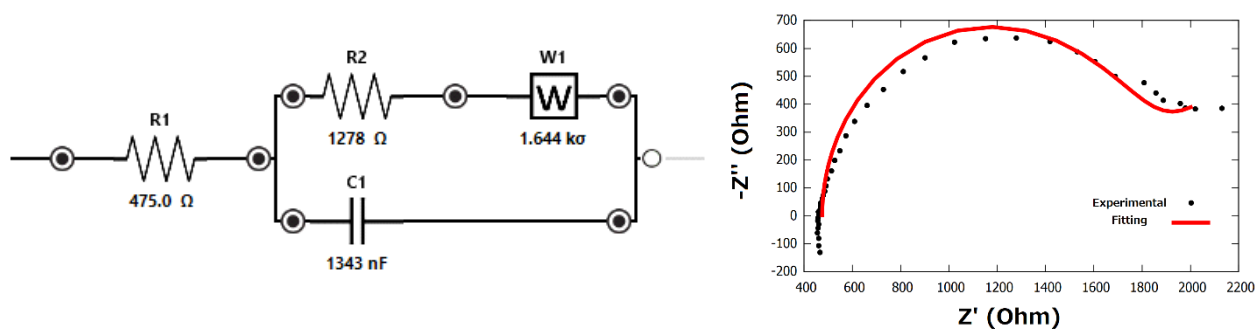 R1
475.0 Ω
R2
1278 Ω
W1
W
1.644 kσ
C1
1343 nF
-Z'' (Ohm)
700
600
500
400
300
200
100
0
-100
-200
Experimental
Fitting
400 600 800 1000 1200 1400 1600 1800 2000 2200
Z' (Ohm)